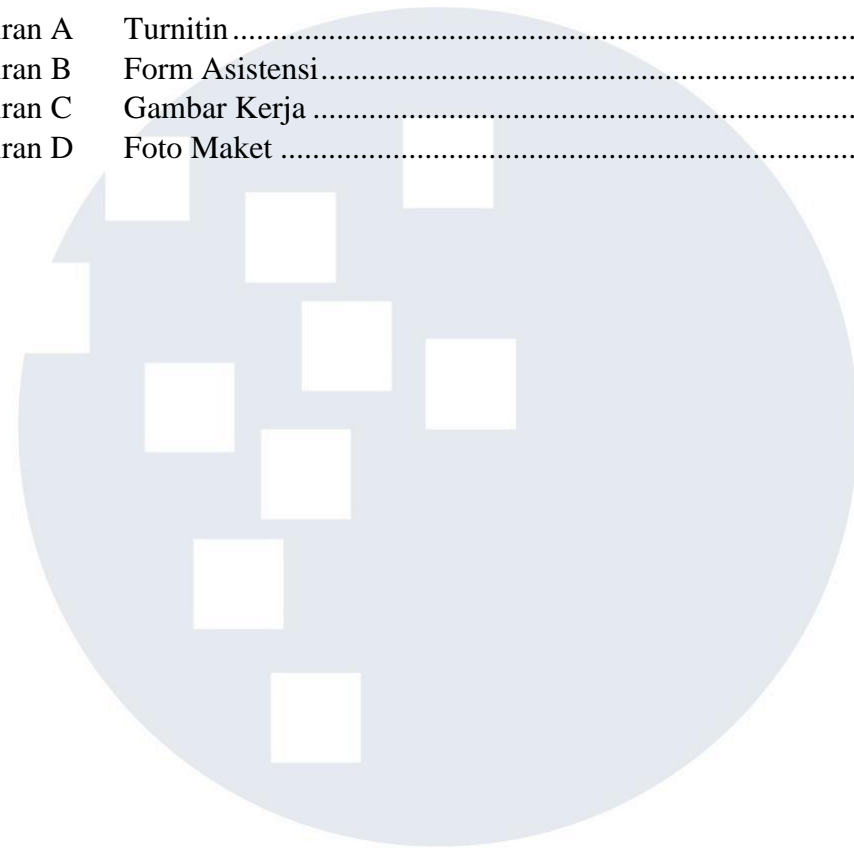 ran A Turnitin
ran B Form Asistensi
ran C Gambar Kerja
ran D Foto Maket